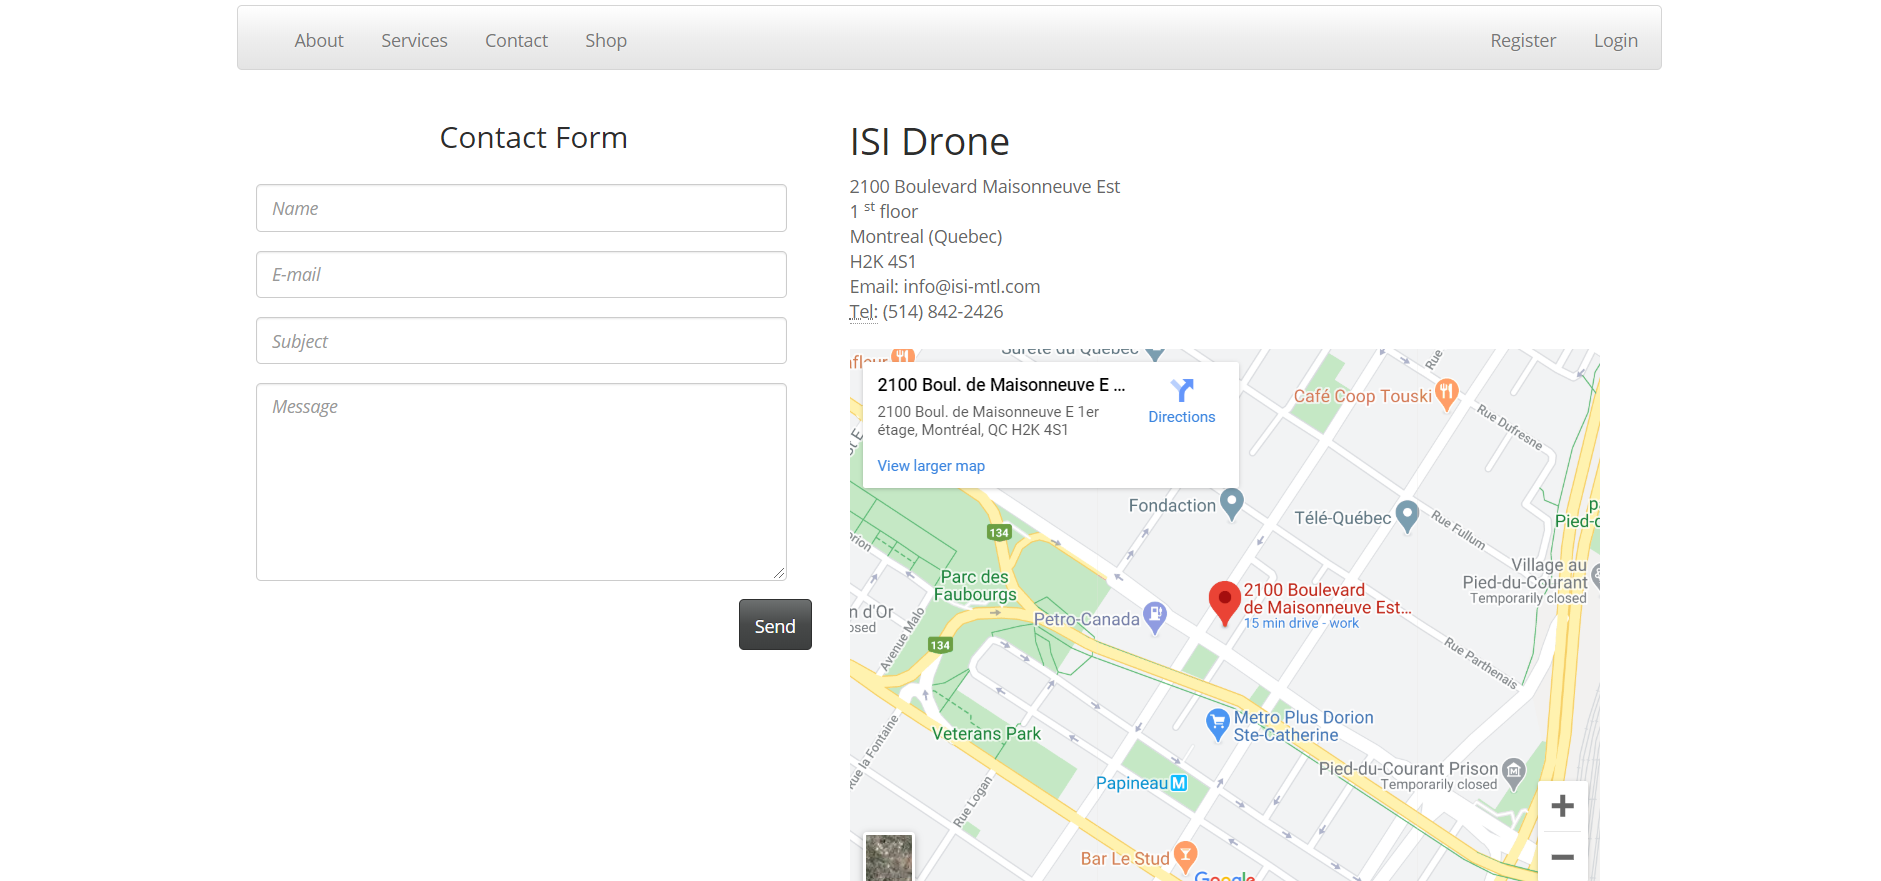 About Services Contact Shop Register Login
Contact Form
Name
E-mail
Subject
Message
Send
ISI Drone
2100 Boulevard Maisonneuve Est
1 st floor
Montreal (Quebec)
H2K 4S1
Email: info@isi-mtl.com
Tel: (514) 842-2426
Sûreté du Québec
2100 Boul. de Maisonneuve E ...
2100 Boul. de Maisonneuve E 1er
étage, Montréal, QC H2K 4S1
Directions
View larger map
Café Coop Touski
Rue
Rue Dufresne
Fondaction
Télé-Québec
Rue Fullum
Pied-d
134
Parc des
Faubourgs
Village au
Pied-du-Courant
Temporarily closed
2100 Boulevard
de Maisonneuve Est...
15 min drive - work
Petro-Canada
n d'Or
osed
Avenue Malo
134
Rue Parthenais
Metro Plus Dorion
Ste-Catherine
Veterans Park
Rue la Fontaine
Rue Logan
Papineau M
Pied-du-Courant Prison
Temporarily closed
Bar Le Stud
Google